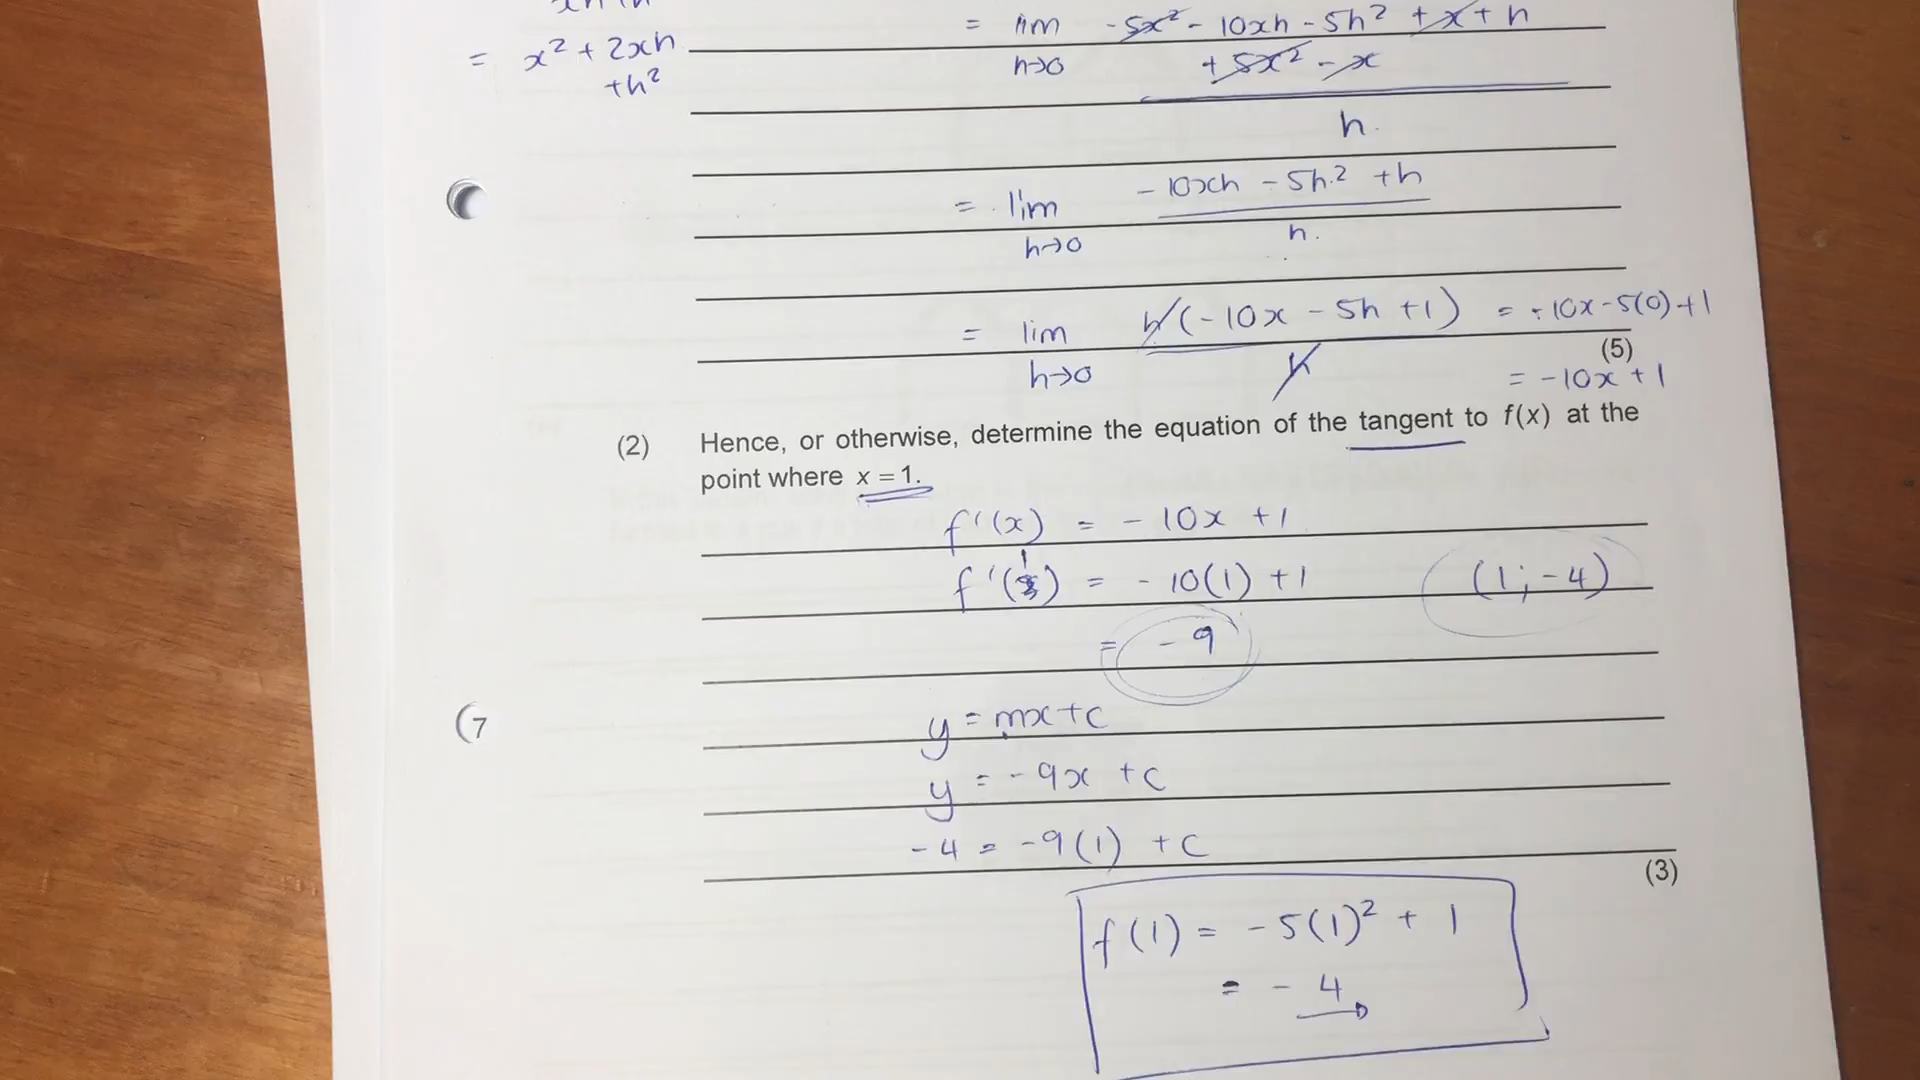 = x² + 2xh
+h²
= lim -5x² - 10xh - 5h² + x + h
h→0 + 5x² - x
h.
= lim -10xh - 5h² + h
h→0 h.
= lim h(-10x - 5h + 1) = -10x - 5(0) + 1
h→0 h
(5)
= -10x + 1
(2) Hence, or otherwise, determine the equation of the tangent to f(x) at the
point where x = 1.
f'(x) = - 10x + 1
f'(1) = - 10(1) + 1 (1; -4)
= - 9
(7
y = mx + c
y = - 9x + c
- 4 = -9(1) + c
(3)
f(1) = - 5(1)² + 1
= - 4